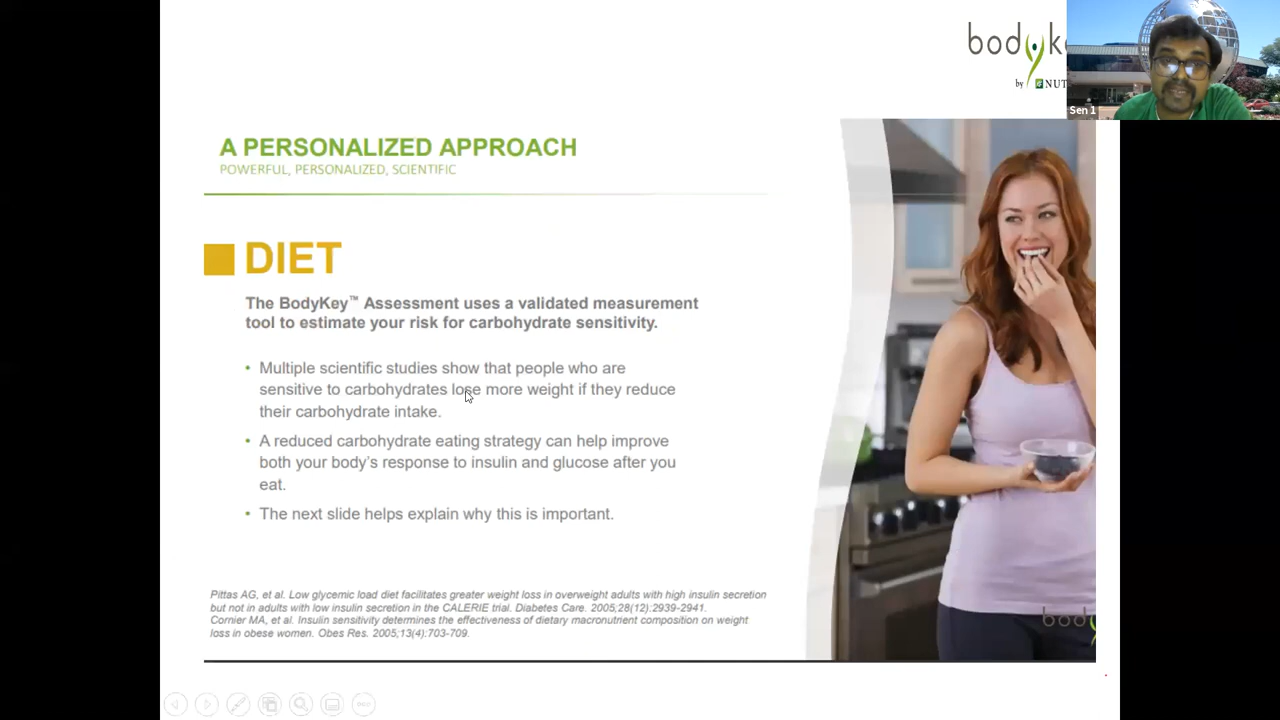 bodyke
by NUT
Sen 1
A PERSONALIZED APPROACH
POWERFUL, PERSONALIZED, SCIENTIFIC
DIET
The BodyKey™ Assessment uses a validated measurement
tool to estimate your risk for carbohydrate sensitivity.
• Multiple scientific studies show that people who are
sensitive to carbohydrates lose more weight if they reduce
their carbohydrate intake.
• A reduced carbohydrate eating strategy can help improve
both your body's response to insulin and glucose after you
eat.
• The next slide helps explain why this is important.
Pittas AG, et al. Low glycemic load diet facilitates greater weight loss in overweight adults with high insulin secretion
but not in adults with low insulin secretion in the CALERIE trial. Diabetes Care. 2005;28(12):2939-2941.
Cornier MA, et al. Insulin sensitivity determines the effectiveness of dietary macronutrient composition on weight
loss in obese women. Obes Res. 2005;13(4):703-709.
body